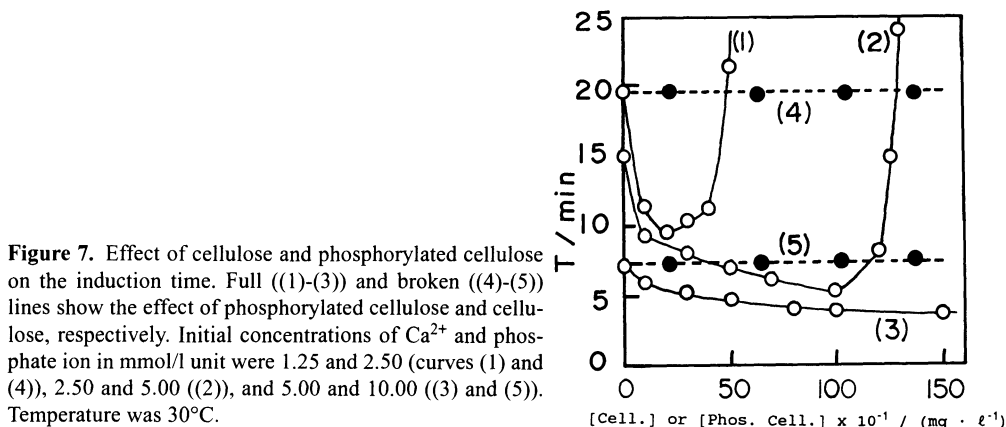 Figure 7. Effect of cellulose and phosphorylated cellulose
on the induction time. Full ((1)-(3)) and broken ((4)-(5))
lines show the effect of phosphorylated cellulose and cellu-
lose, respectively. Initial concentrations of Ca²⁺ and phos-
phate ion in mmol/l unit were 1.25 and 2.50 (curves (1) and
(4)), 2.50 and 5.00 ((2)), and 5.00 and 10.00 ((3) and (5)).
Temperature was 30°C.
T / min
25
20
15
10
5
0
(1)
(2)
(4)
(5)
(3)
0 50 100 150
[Cell.] or [Phos. Cell.] x 10⁻¹ / (mg · ℓ⁻¹)